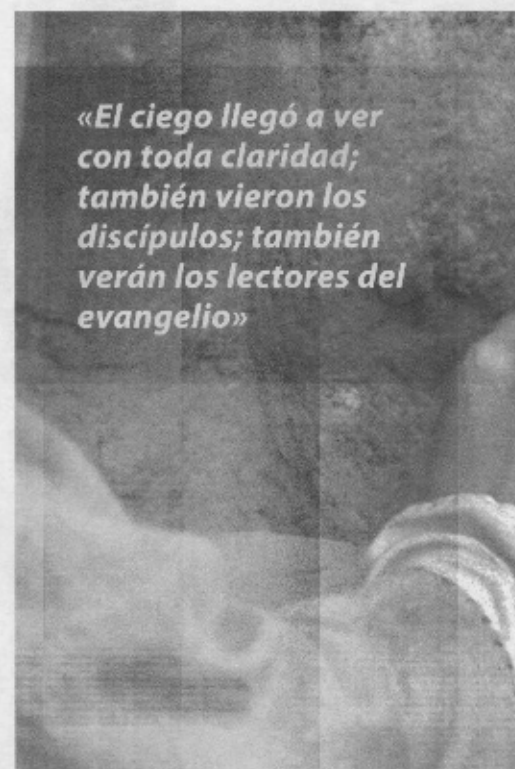 «El ciego llegó a ver
con toda claridad;
también vieron los
discípulos; también
verán los lectores del
evangelio»